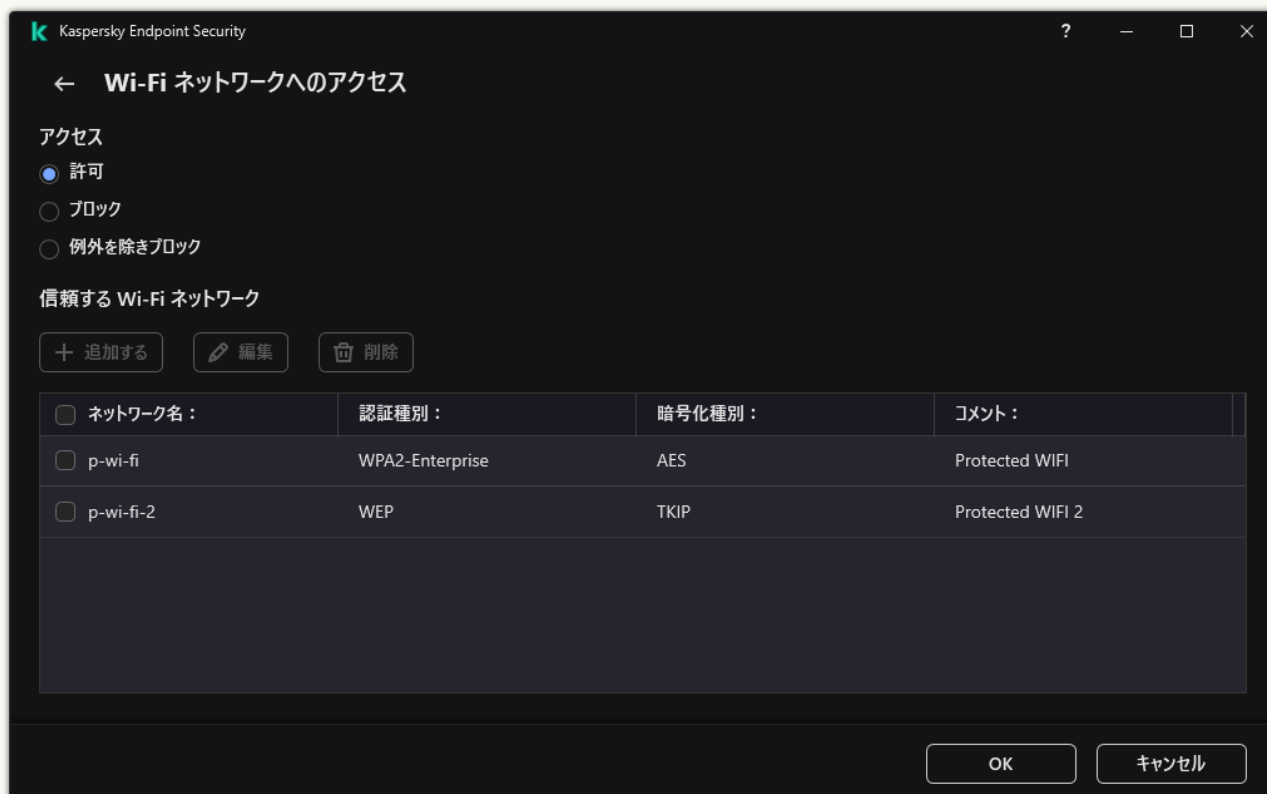 Kaspersky Endpoint Security
Wi-Fi ネットワークへのアクセス
アクセス
許可
ブロック
例外を除きブロック
信頼する Wi-Fi ネットワーク
追加する 編集 削除
ネットワーク名： 認証種別： 暗号化種別： コメント：
p-wi-fi WPA2-Enterprise AES Protected WIFI
p-wi-fi-2 WEP TKIP Protected WIFI 2
OK キャンセル